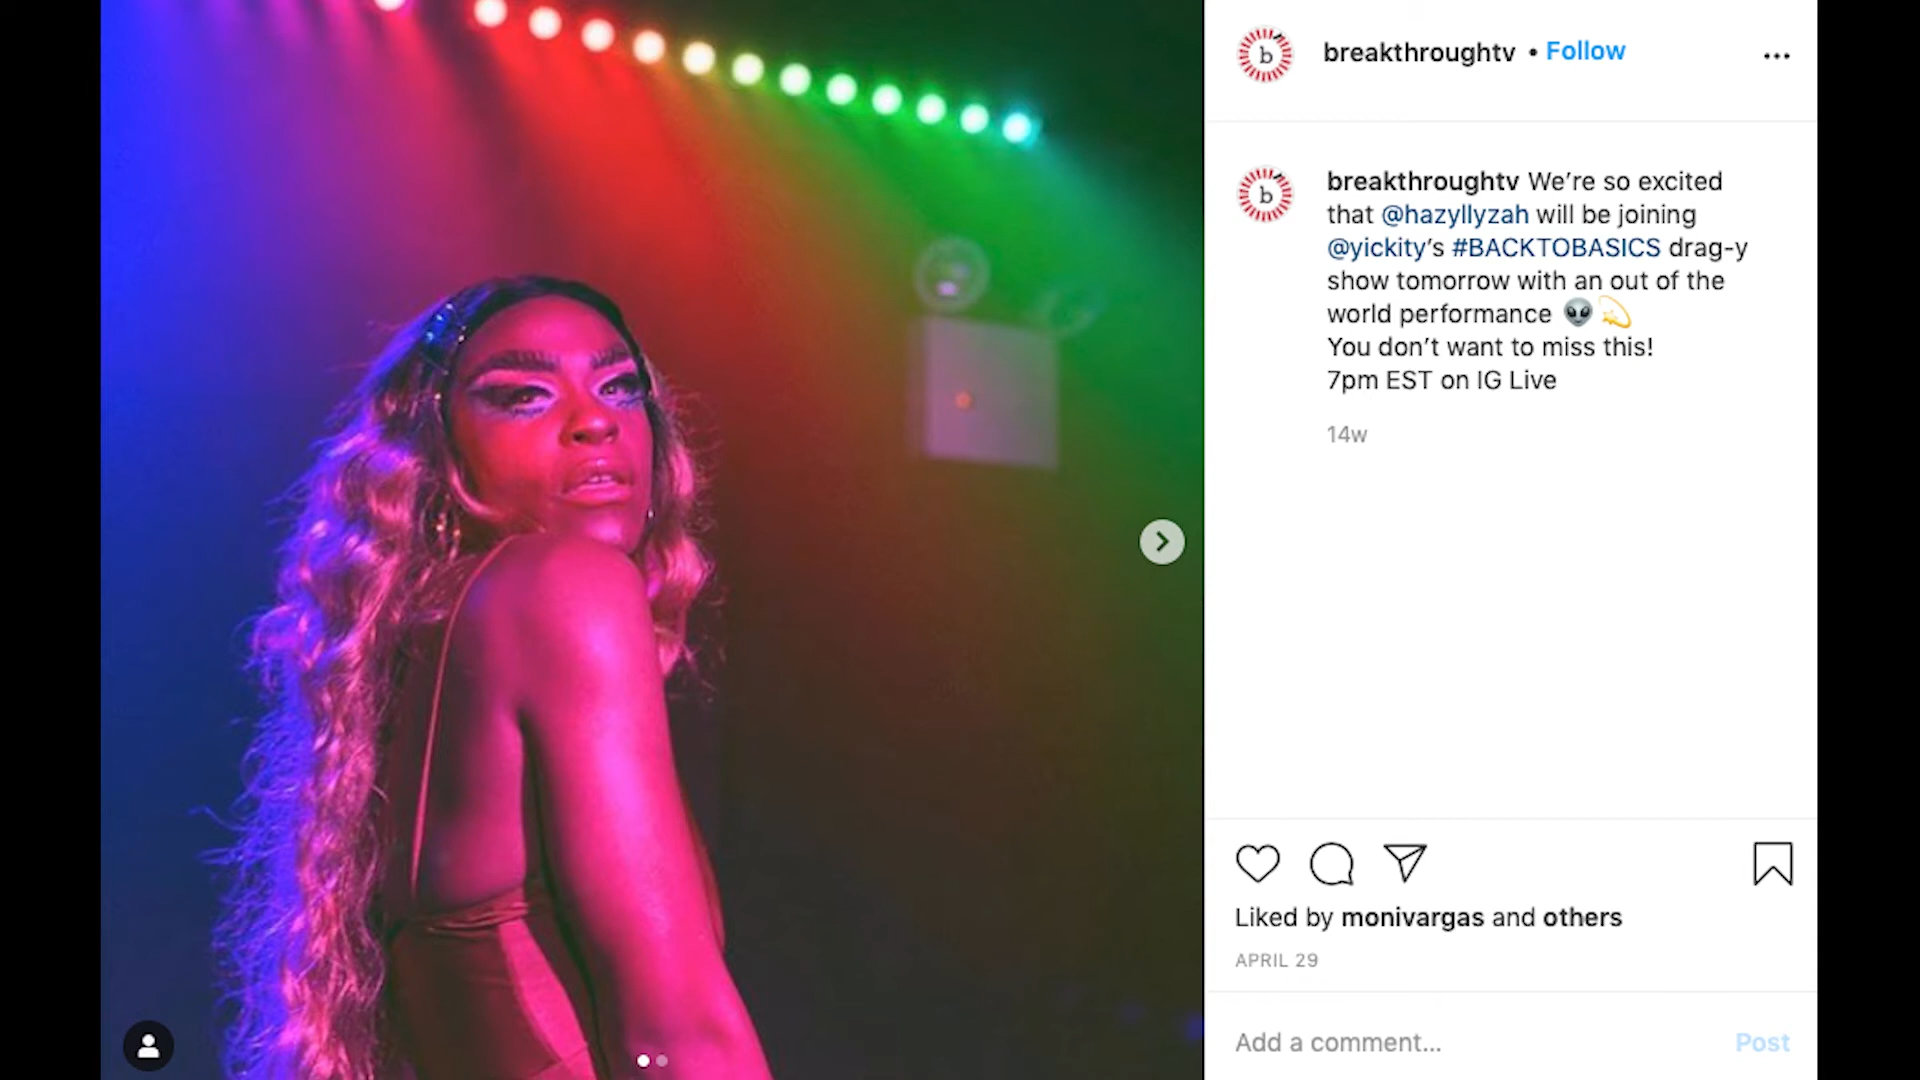 b
breakthroughtv • Follow
b
breakthroughtv We’re so excited
that @hazyllyzah will be joining
@yickity’s #BACKTOBASICS drag-y
show tomorrow with an out of the
world performance 👽💫
You don’t want to miss this!
7pm EST on IG Live
14w
Liked by monivargas and others
APRIL 29
Add a comment... Post